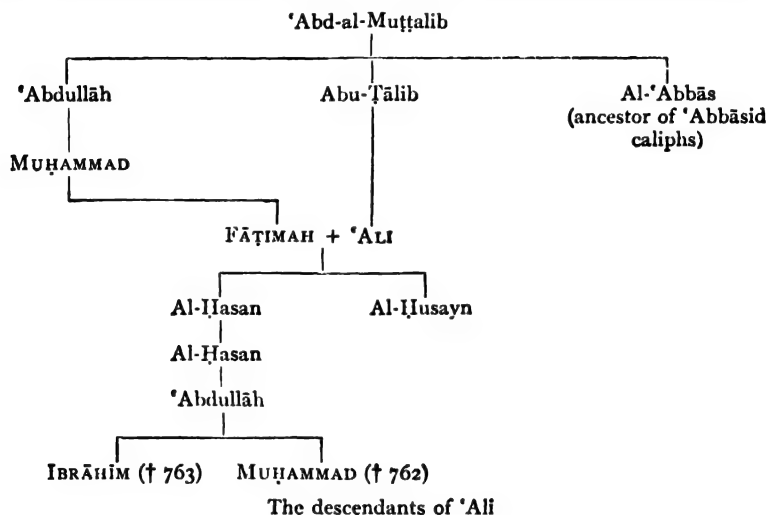 ‘Abd-al-Muṭṭalib
‘Abdullāh Abu-Ṭālib Al-‘Abbās
(ancestor of ‘Abbāsid
caliphs)
MUḤAMMAD
FĀṬIMAH + ‘ALI
Al-Ḥasan Al-Ḥusayn
Al-Ḥasan
‘Abdullāh
IBRĀHĪM († 763) MUḤAMMAD († 762)
The descendants of ‘Ali